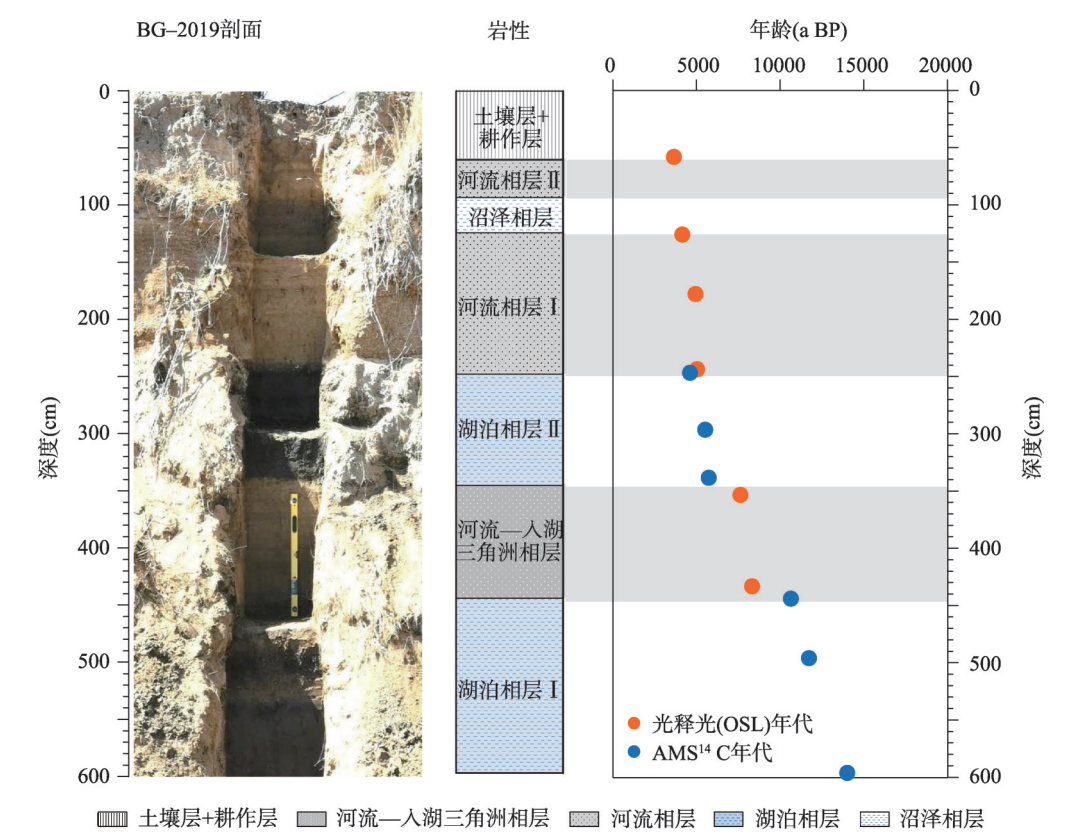 BG–2019剖面
岩性
年龄(a BP)
0 5000 10000 15000 20000
0
100
200
300
400
500
600
深度(cm)
土壤层+
耕作层
河流相层Ⅱ
沼泽相层
河流相层Ⅰ
湖泊相层Ⅱ
河流—入湖
三角洲相层
湖泊相层Ⅰ
光释光(OSL)年代
AMS¹⁴ C年代
0
100
200
300
400
500
600
深度(cm)
土壤层+耕作层 河流—入湖三角洲相层 河流相层 湖泊相层 沼泽相层